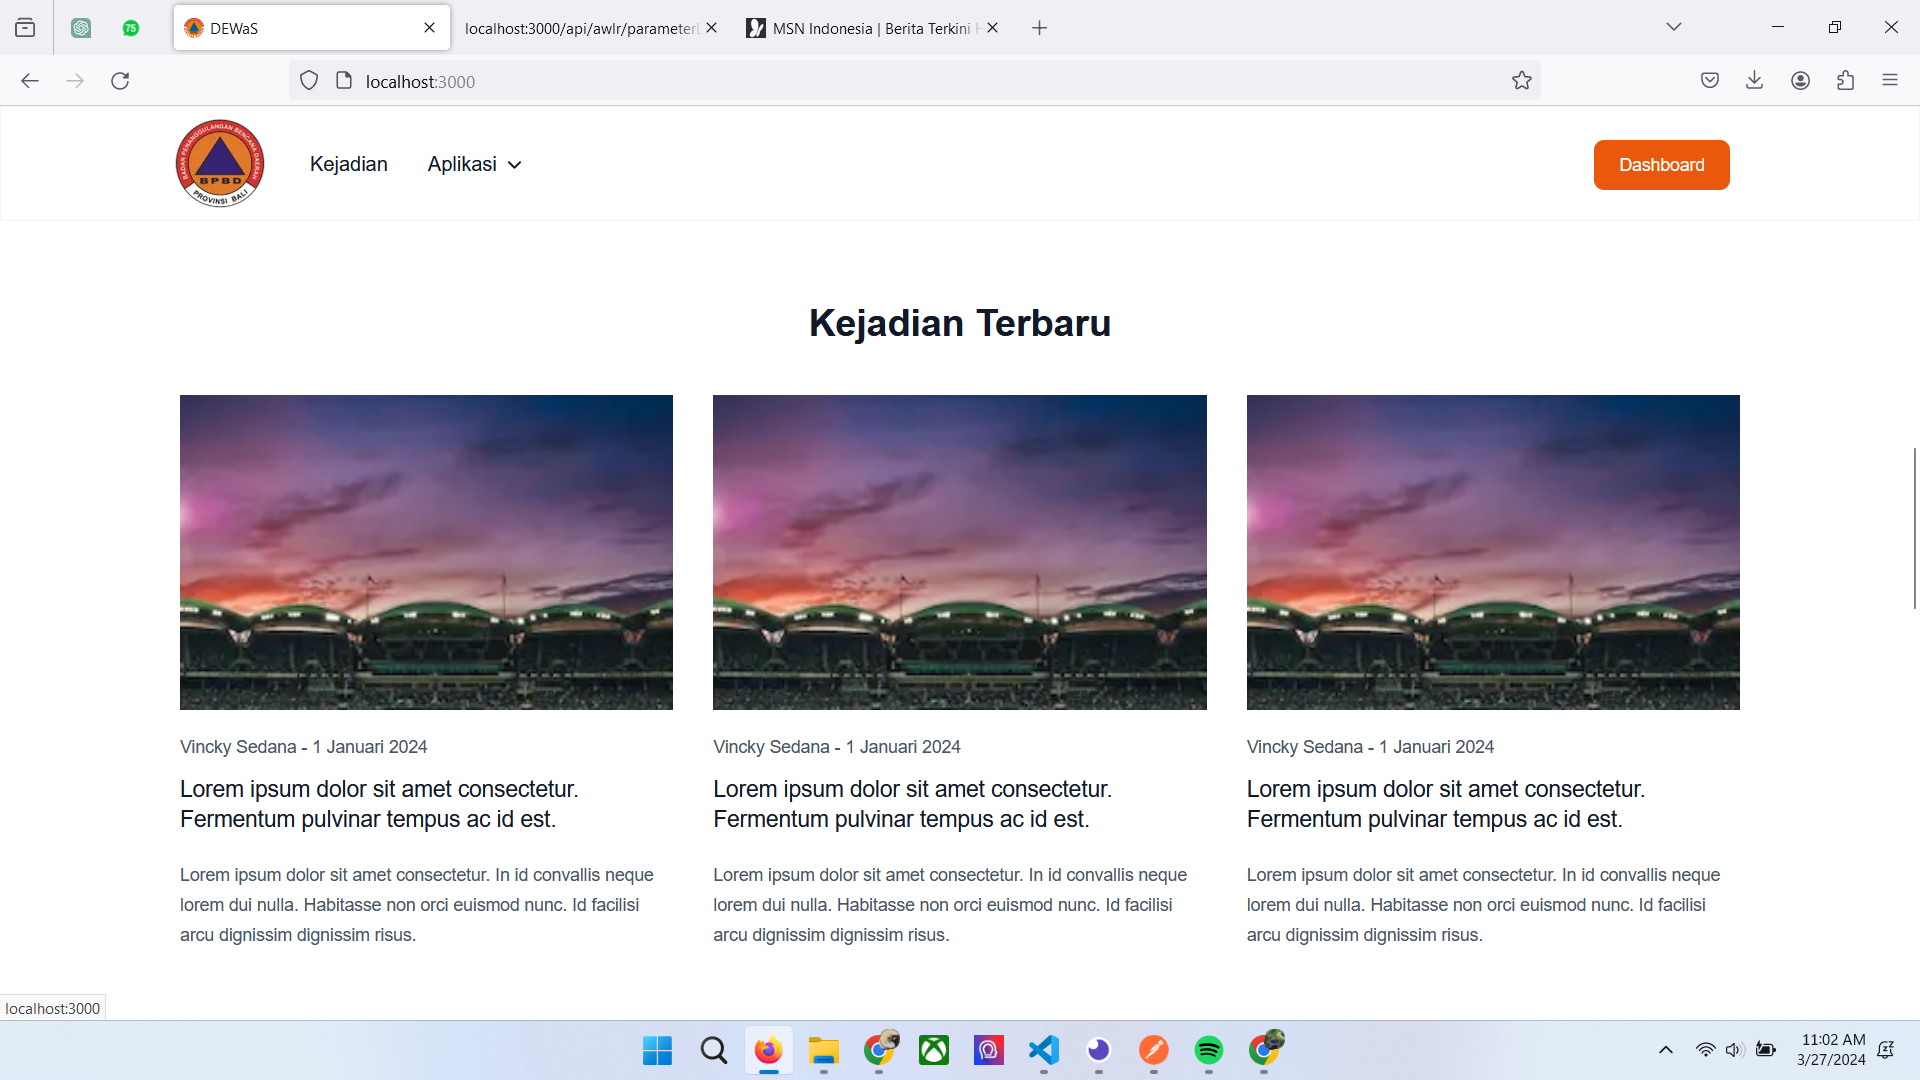 75
DEWaS
localhost:3000/api/awlr/parameter
MSN Indonesia | Berita Terkini
localhost:3000
BADAN PENANGGULANGAN BENCANA DAERAH
BPBD
PROVINSI BALI
Kejadian
Aplikasi
Dashboard
Kejadian Terbaru
Vincky Sedana - 1 Januari 2024
Lorem ipsum dolor sit amet consectetur.
Fermentum pulvinar tempus ac id est.
Lorem ipsum dolor sit amet consectetur. In id convallis neque
lorem dui nulla. Habitasse non orci euismod nunc. Id facilisi
arcu dignissim dignissim risus.
Vincky Sedana - 1 Januari 2024
Lorem ipsum dolor sit amet consectetur.
Fermentum pulvinar tempus ac id est.
Lorem ipsum dolor sit amet consectetur. In id convallis neque
lorem dui nulla. Habitasse non orci euismod nunc. Id facilisi
arcu dignissim dignissim risus.
Vincky Sedana - 1 Januari 2024
Lorem ipsum dolor sit amet consectetur.
Fermentum pulvinar tempus ac id est.
Lorem ipsum dolor sit amet consectetur. In id convallis neque
lorem dui nulla. Habitasse non orci euismod nunc. Id facilisi
arcu dignissim dignissim risus.
localhost:3000
11:02 AM
3/27/2024